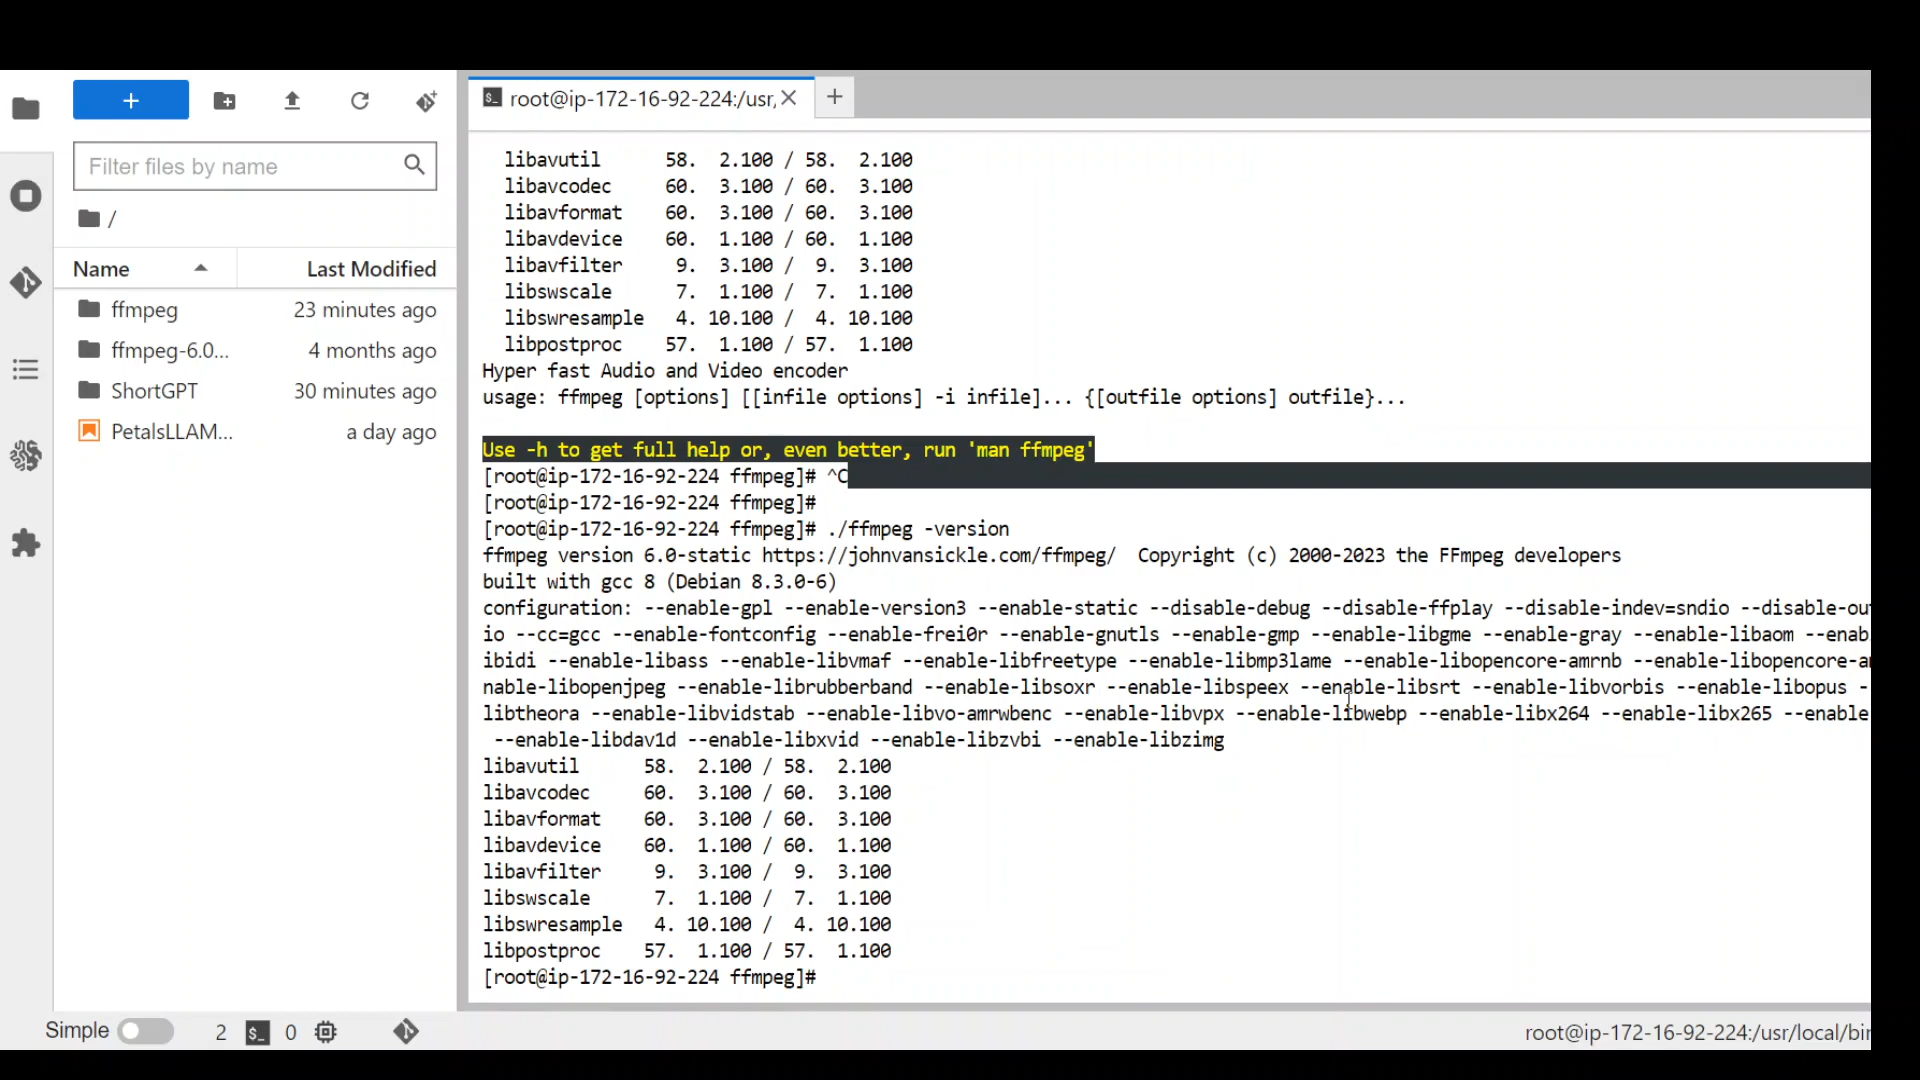 +
root@ip-172-16-92-224:/usr/
+
Filter files by name
/
Name Last Modified
ffmpeg 23 minutes ago
ffmpeg-6.0... 4 months ago
ShortGPT 30 minutes ago
PetalsLLAM... a day ago
libavutil 58. 2.100 / 58. 2.100
libavcodec 60. 3.100 / 60. 3.100
libavformat 60. 3.100 / 60. 3.100
libavdevice 60. 1.100 / 60. 1.100
libavfilter 9. 3.100 / 9. 3.100
libswscale 7. 1.100 / 7. 1.100
libswresample 4. 10.100 / 4. 10.100
libpostproc 57. 1.100 / 57. 1.100
Hyper fast Audio and Video encoder
usage: ffmpeg [options] [[infile options] -i infile]... {[outfile options] outfile}...
Use -h to get full help or, even better, run 'man ffmpeg'
[root@ip-172-16-92-224 ffmpeg]# ^C
[root@ip-172-16-92-224 ffmpeg]#
[root@ip-172-16-92-224 ffmpeg]# ./ffmpeg -version
ffmpeg version 6.0-static https://johnvansickle.com/ffmpeg/ Copyright (c) 2000-2023 the FFmpeg developers
built with gcc 8 (Debian 8.3.0-6)
configuration: --enable-gpl --enable-version3 --enable-static --disable-debug --disable-ffplay --disable-indev=sndio --disable-ou
io --cc=gcc --enable-fontconfig --enable-frei0r --enable-gnutls --enable-gmp --enable-libgme --enable-gray --enable-libaom --enab
ibidi --enable-libass --enable-libvmaf --enable-libfreetype --enable-libmp3lame --enable-libopencore-amrnb --enable-libopencore-a
nable-libopenjpeg --enable-librubberband --enable-libsoxr --enable-libspeex --enable-libsrt --enable-libvorbis --enable-libopus -
libtheora --enable-libvidstab --enable-libvo-amrwbenc --enable-libvpx --enable-libwebp --enable-libx264 --enable-libx265 --enable
--enable-libdav1d --enable-libxvid --enable-libzvbi --enable-libzimg
libavutil 58. 2.100 / 58. 2.100
libavcodec 60. 3.100 / 60. 3.100
libavformat 60. 3.100 / 60. 3.100
libavdevice 60. 1.100 / 60. 1.100
libavfilter 9. 3.100 / 9. 3.100
libswscale 7. 1.100 / 7. 1.100
libswresample 4. 10.100 / 4. 10.100
libpostproc 57. 1.100 / 57. 1.100
[root@ip-172-16-92-224 ffmpeg]#
Simple 2 $_ 0 root@ip-172-16-92-224:/usr/local/bin